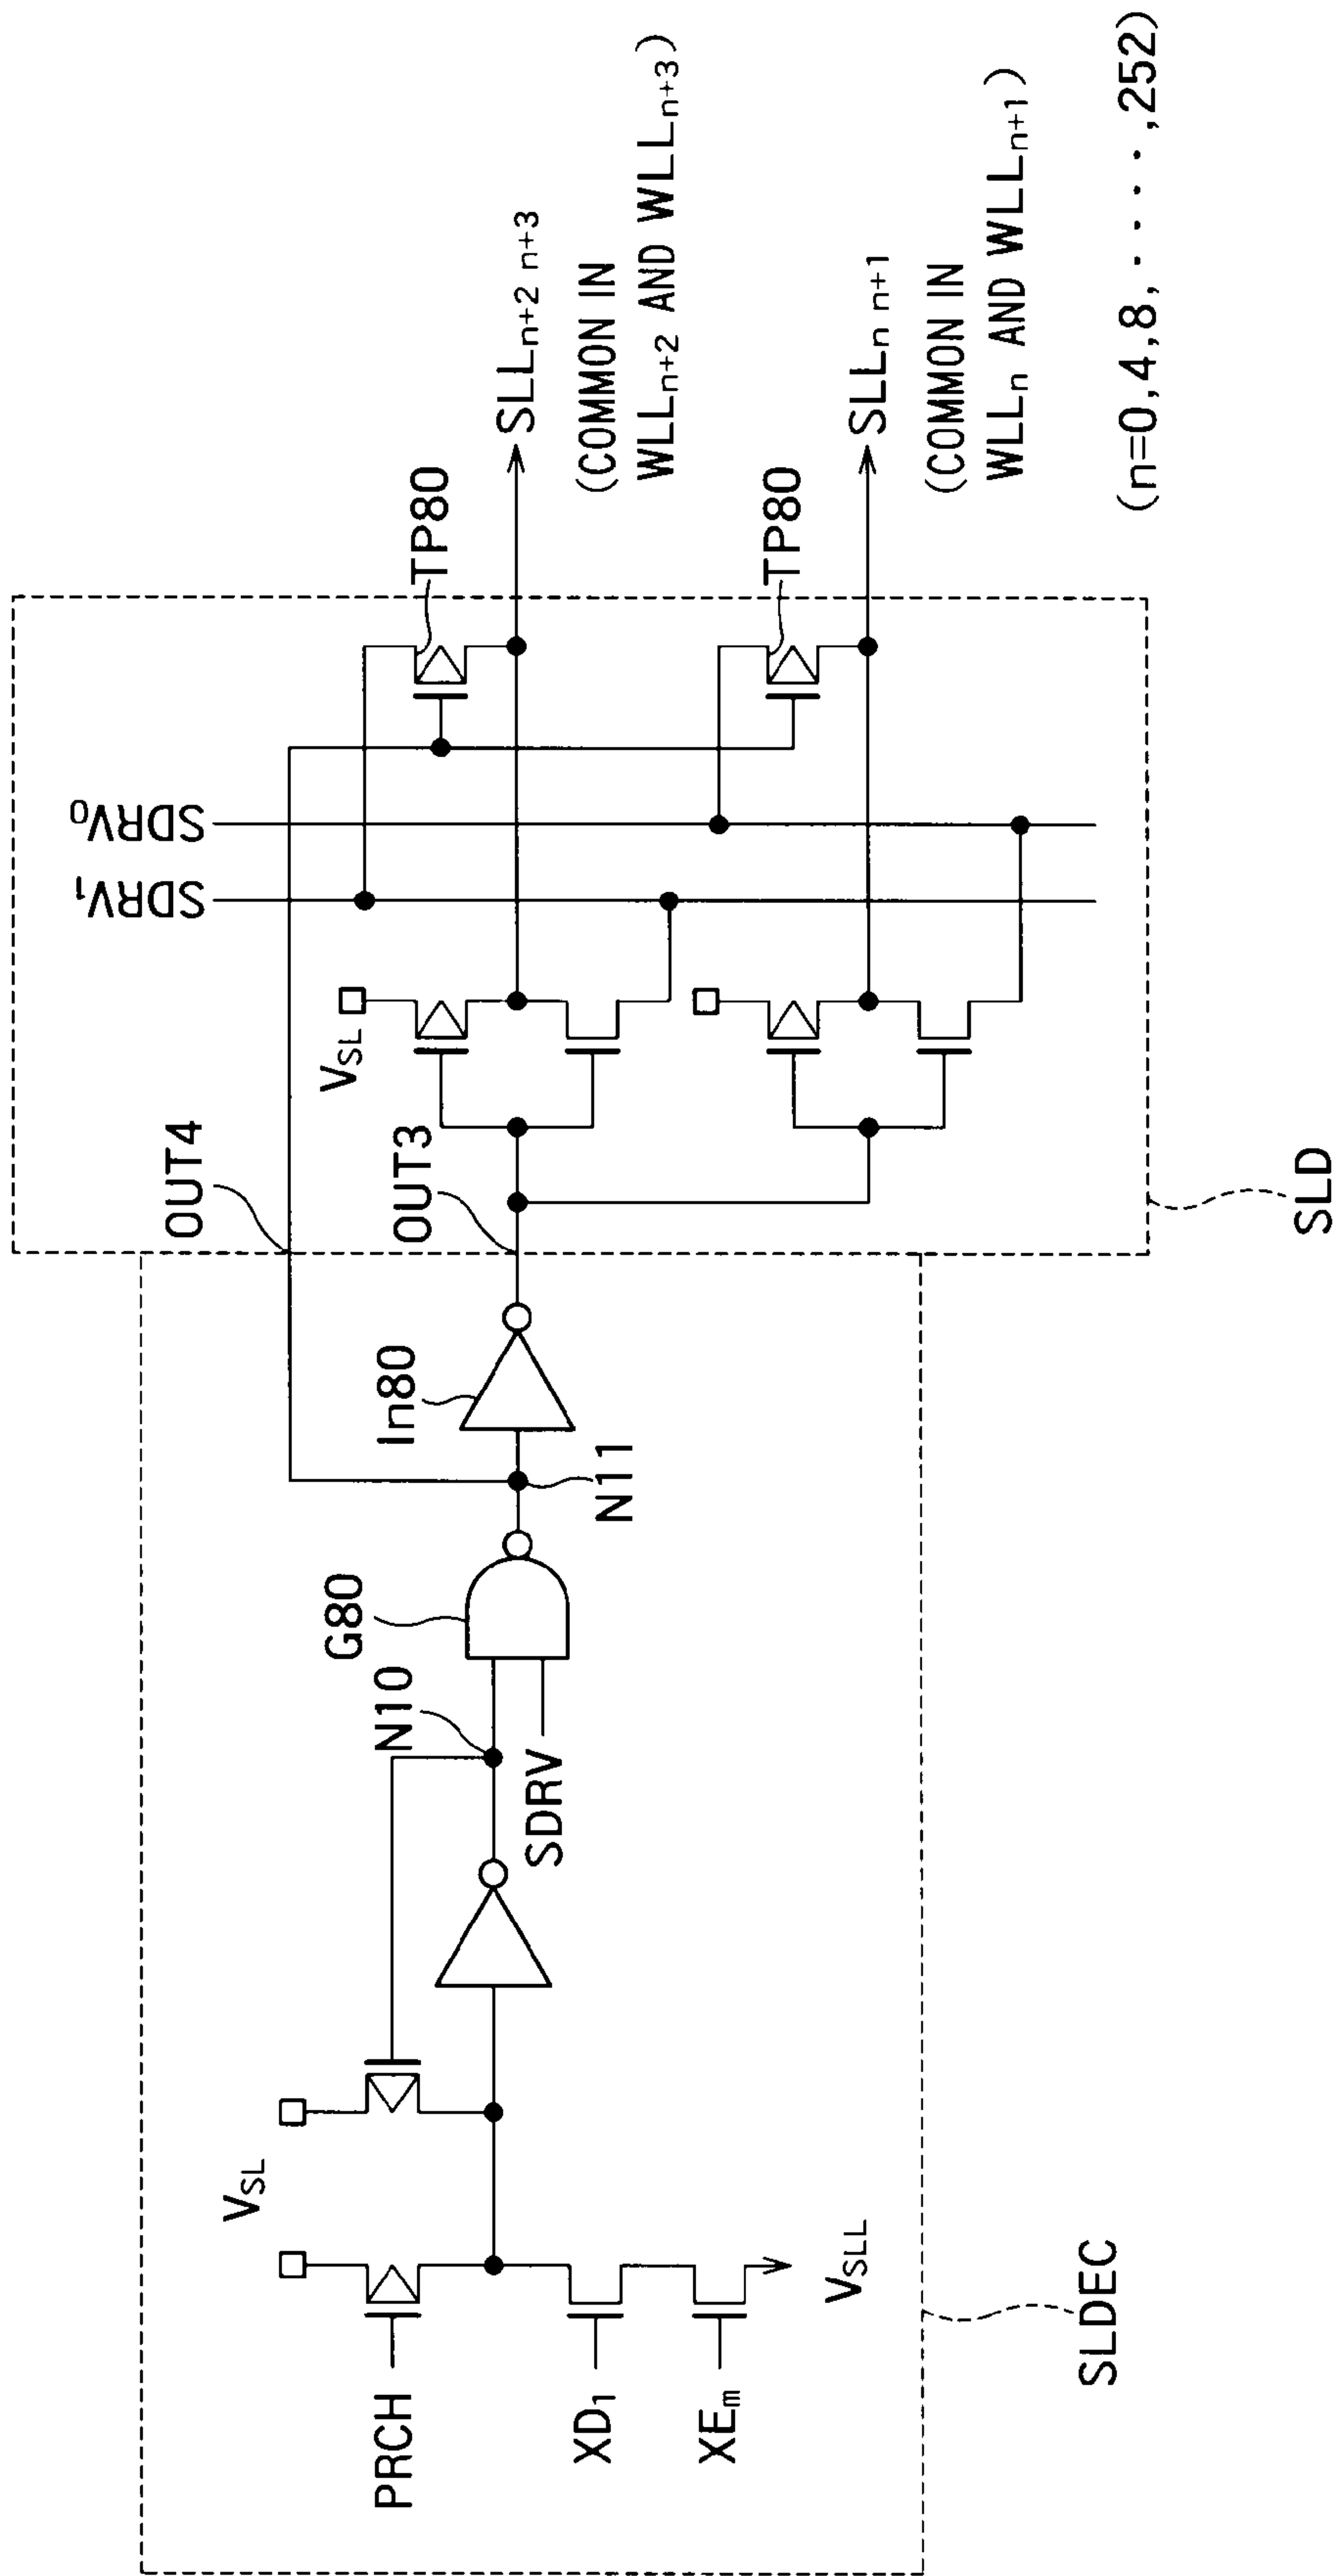 OUT4
SDRV1
SDRV0
TP80
VSL
SLLn+2 n+3
(COMMON IN
WLLn+2 AND WLLn+3)
OUT3
TP80
SLLn n+1
(COMMON IN
WLLn AND WLLn+1)
(n=0,4,8,·····,252)
SLD
VSL
PRCH
XD1
XEm
VSLL
N10
SDRV
G80
N11
In80
SLDEC